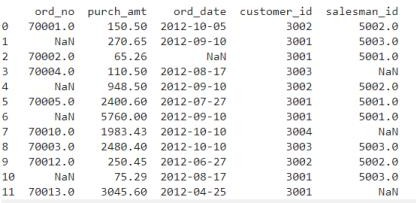 ord_no purch_amt ord_date customer_id salesman_id
0 70001.0 150.50 2012-10-05 3002 5002.0
1 NaN 270.65 2012-09-10 3001 5003.0
2 70002.0 65.26 NaN 3001 5001.0
3 70004.0 110.50 2012-08-17 3003 NaN
4 NaN 948.50 2012-09-10 3002 5002.0
5 70005.0 2400.60 2012-07-27 3001 5001.0
6 NaN 5760.00 2012-09-10 3001 5001.0
7 70010.0 1983.43 2012-10-10 3004 NaN
8 70003.0 2480.40 2012-10-10 3003 5003.0
9 70012.0 250.45 2012-06-27 3002 5002.0
10 NaN 75.29 2012-08-17 3001 5003.0
11 70013.0 3045.60 2012-04-25 3001 NaN